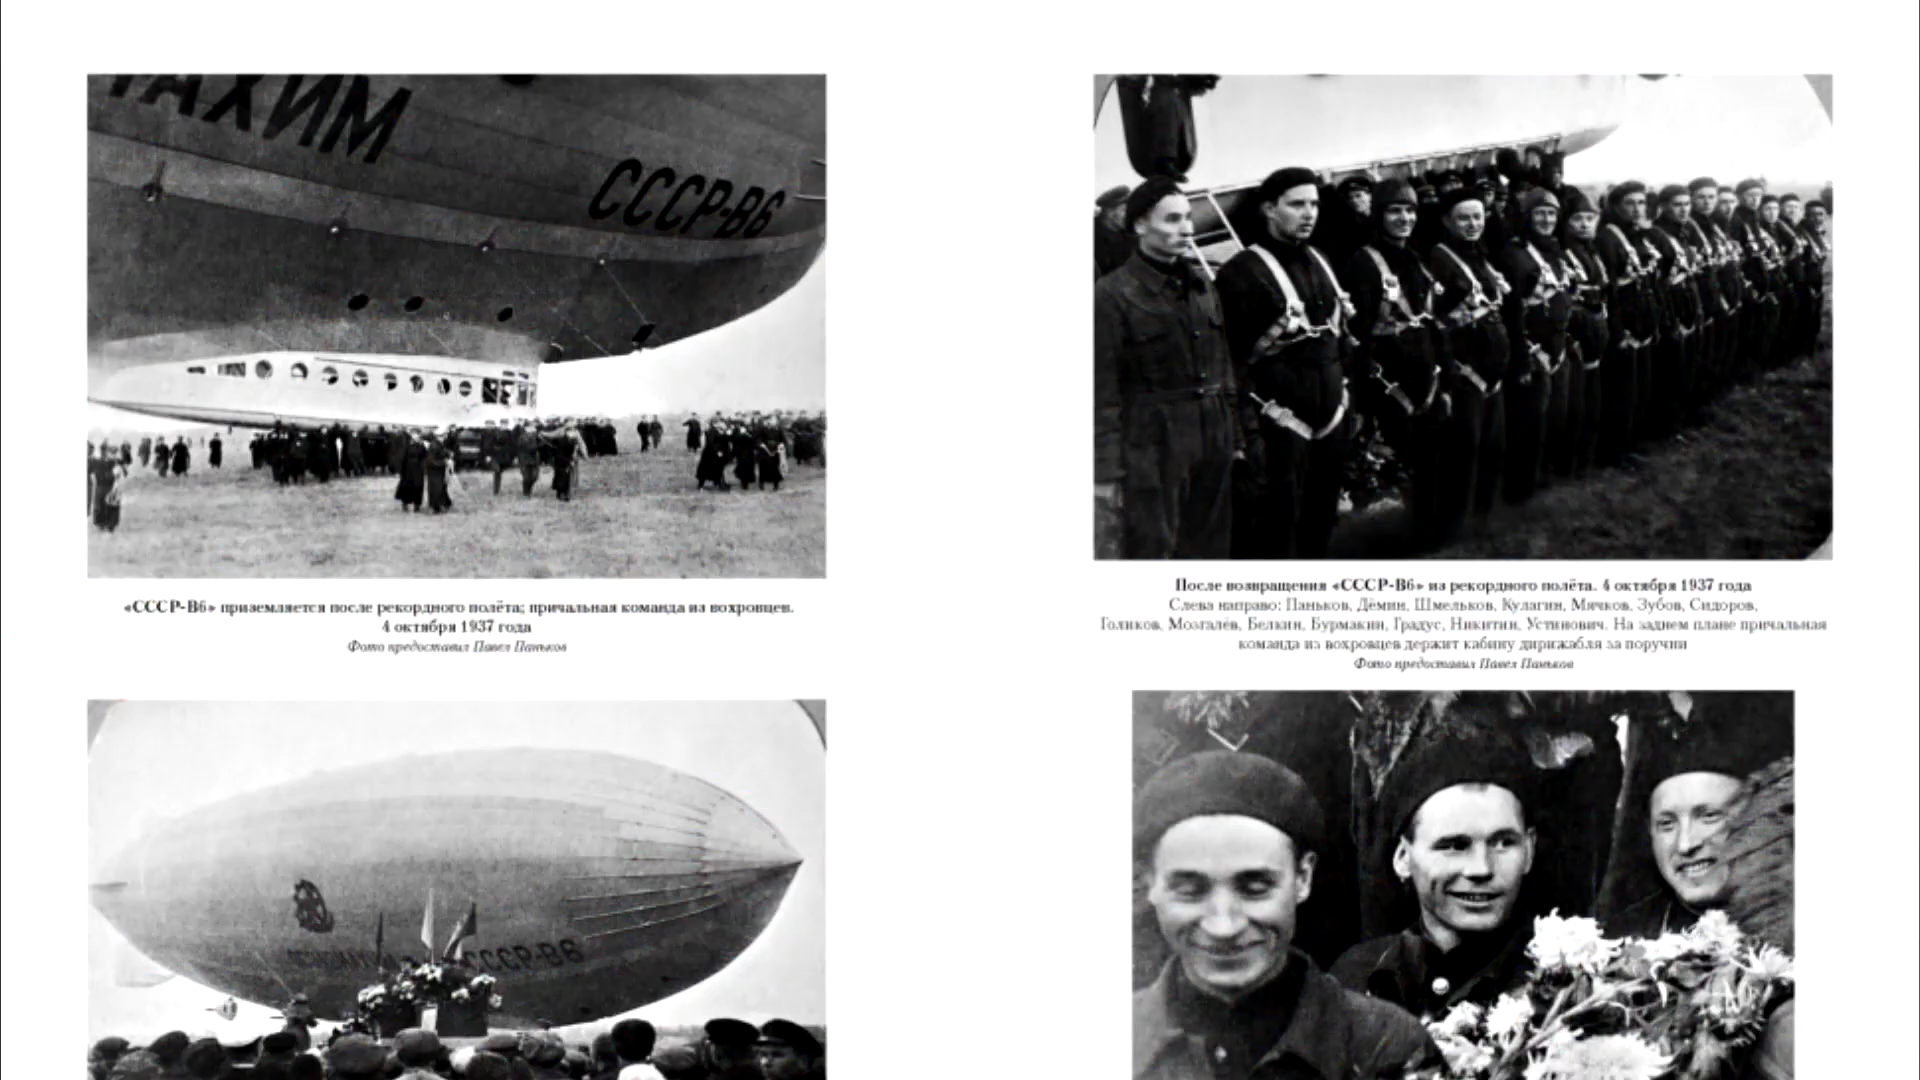 ТАХИМ
СССР-В6
«СССР-В6» приземляется после рекордного полёта; причальная команда из вохровцев.
4 октября 1937 года
Фото предоставил Павел Паньков
После возвращения «СССР-В6» из рекордного полёта. 4 октября 1937 года
Слева направо: Паньков, Дёмин, Шмельков, Кулагин, Мячков, Зубов, Сидоров,
Голиков, Мозгалёв, Белкин, Бурмакин, Градус, Никитин, Устинович. На заднем плане причальная
команда из вохровцев держит кабину дирижабля за поручни
Фото предоставил Павел Паньков
СССР-В6